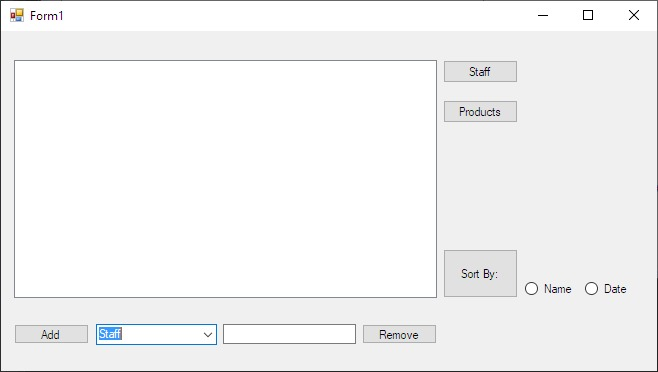 Form1
Staff
Products
Sort By:
Name
Date
Add
Staff
Remove